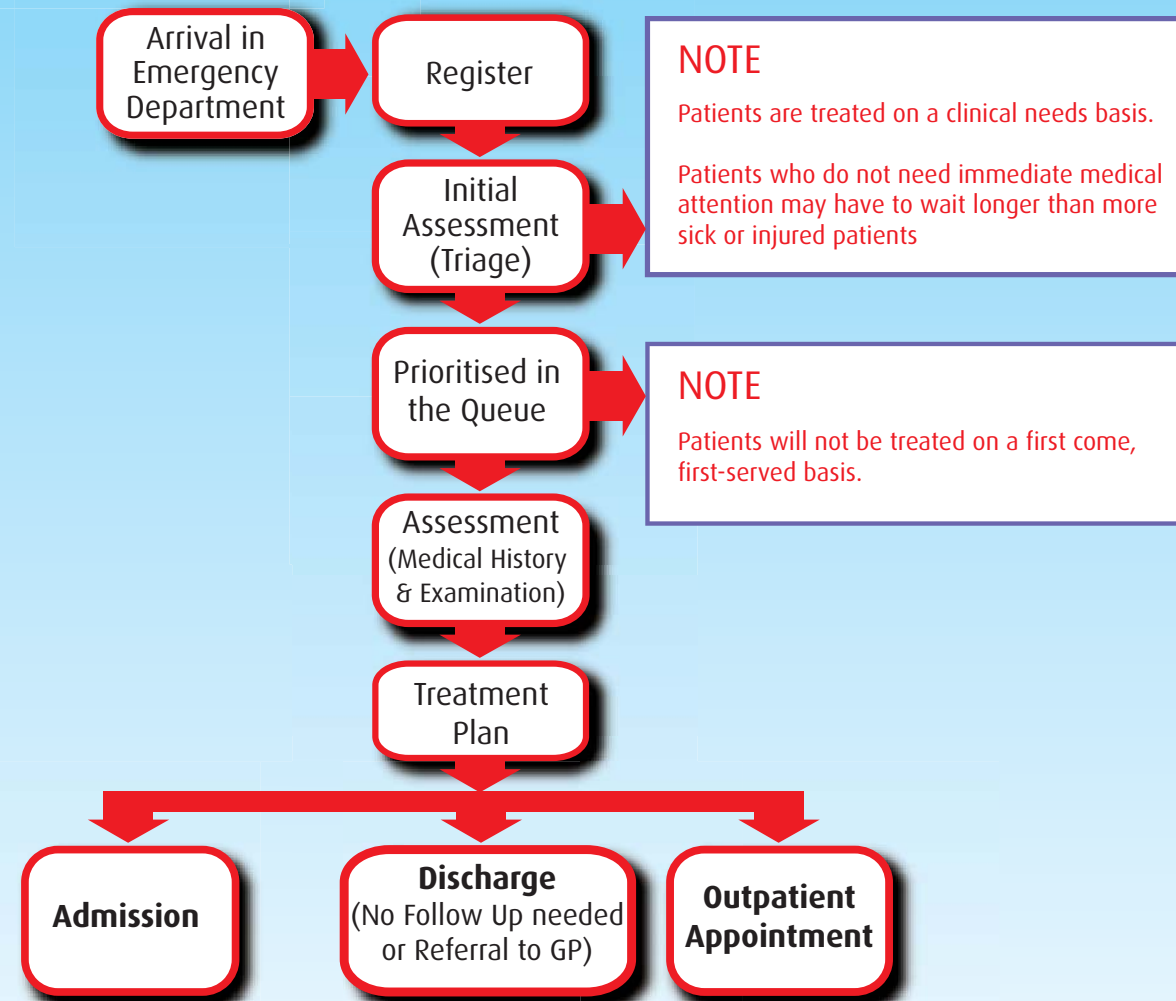 Arrival in
Emergency
Department
Register
NOTE
Patients are treated on a clinical needs basis.
Patients who do not need immediate medical
attention may have to wait longer than more
sick or injured patients
Initial
Assessment
(Triage)
Prioritised in
the Queue
NOTE
Patients will not be treated on a first come,
first-served basis.
Assessment
(Medical History
& Examination)
Treatment
Plan
Admission
Discharge
(No Follow Up needed
or Referral to GP)
Outpatient
Appointment